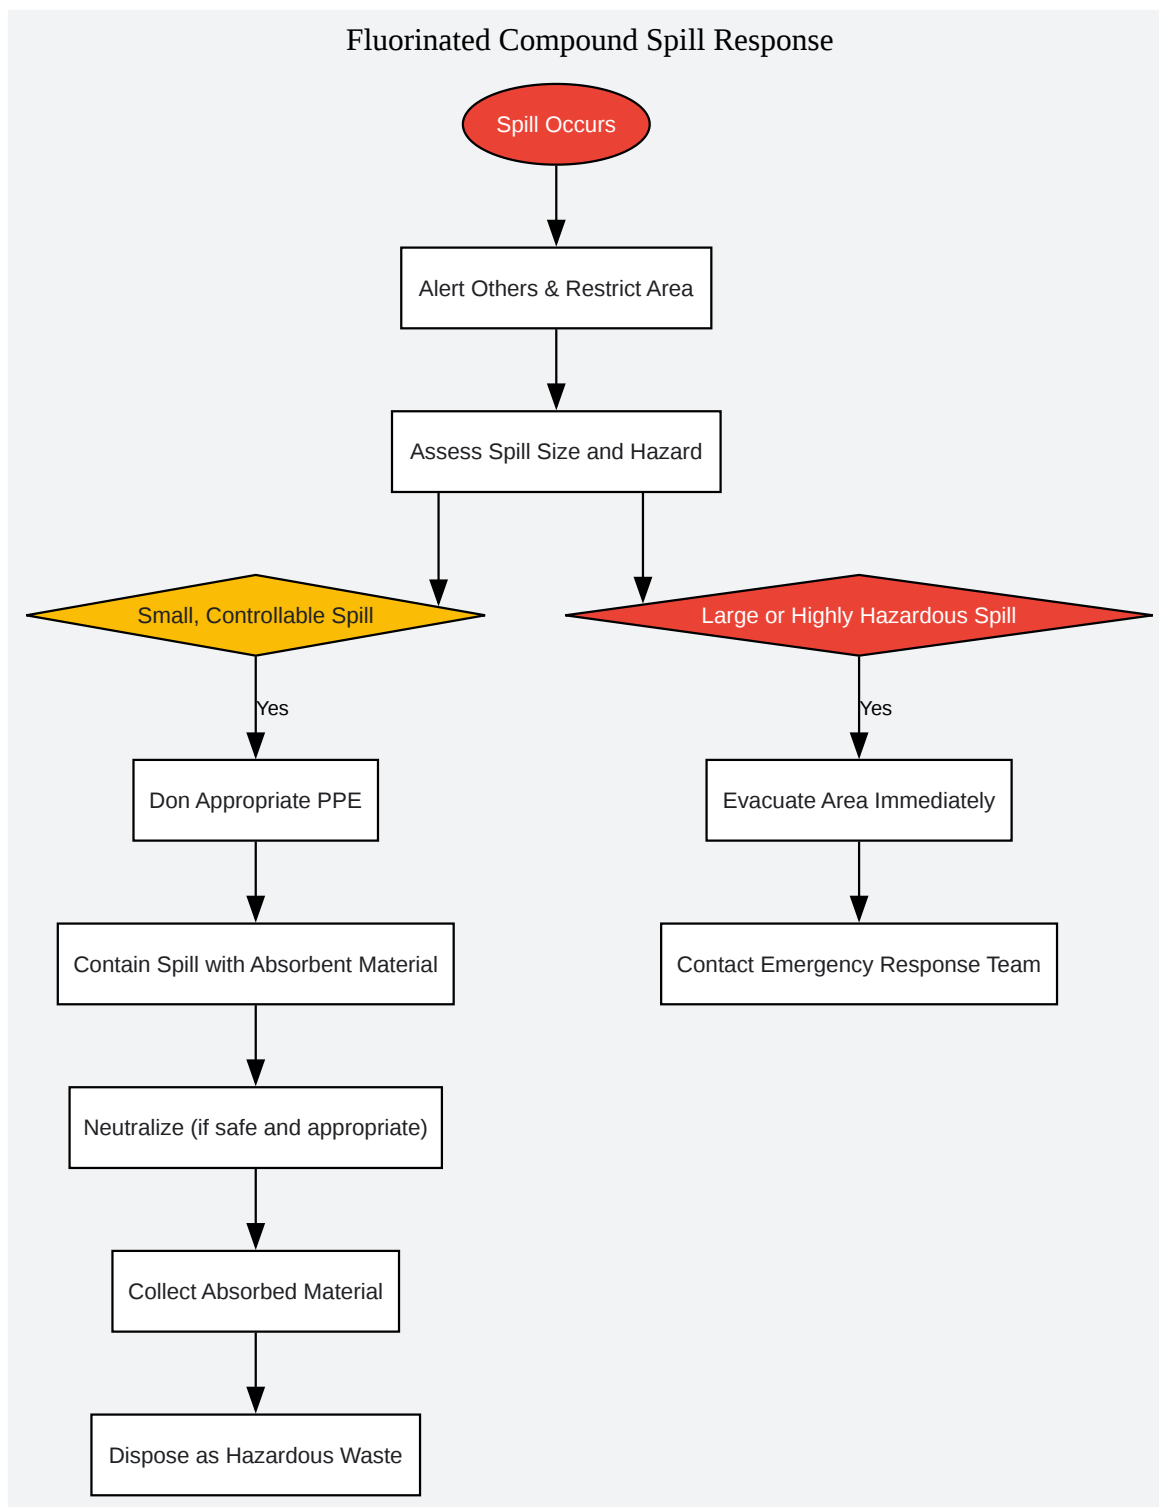 Fluorinated Compound Spill Response
Spill Occurs
Alert Others & Restrict Area
Assess Spill Size and Hazard
Small, Controllable Spill
Large or Highly Hazardous Spill
Yes
Yes
Don Appropriate PPE
Evacuate Area Immediately
Contain Spill with Absorbent Material
Contact Emergency Response Team
Neutralize (if safe and appropriate)
Collect Absorbed Material
Dispose as Hazardous Waste